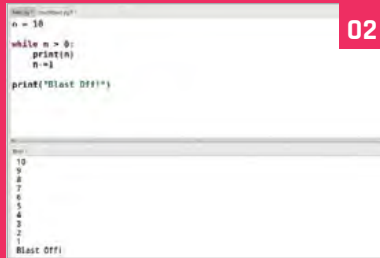 02
n = 10
while n > 0:
print(n)
n-=1
print("Blast Off!")
10
9
8
7
6
5
4
3
2
1
Blast Off!